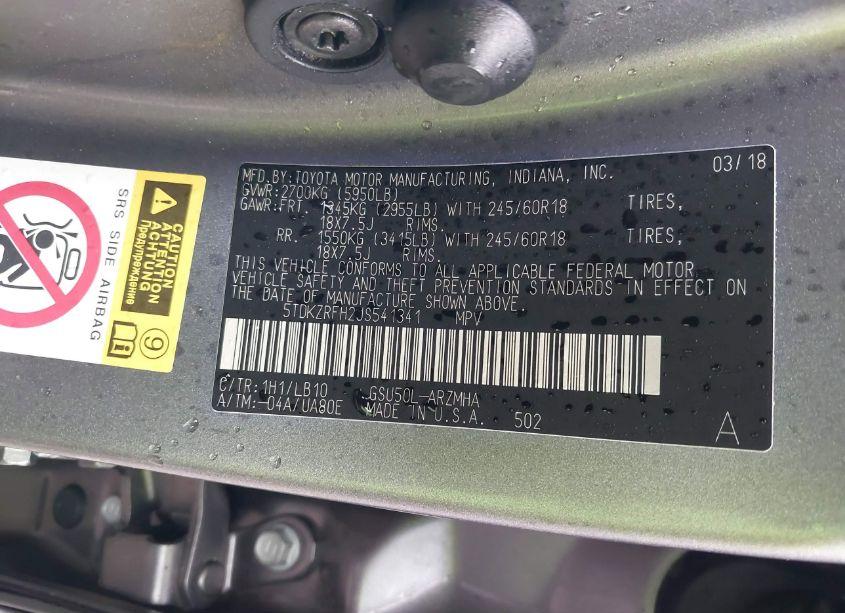 SRS SIDE AIRBAG
CAUTION
ATTENTION
ACHTUNG
Предупреждение
6
MFD.BY:TOYOTA MOTOR MANUFACTURING, INDIANA, INC. 03/18
GVWR:2700KG (5950LB)
GAWR:FRT. 1345KG (2955LB) WITH 245/60R18 TIRES,
18X7.5J RIMS.
RR. 1550KG (3415LB) WITH 245/60R18 TIRES,
18X7.5J RIMS.
THIS VEHICLE CONFORMS TO ALL APPLICABLE FEDERAL MOTOR
VEHICLE SAFETY AND THEFT PREVENTION STANDARDS IN EFFECT ON
THE DATE OF MANUFACTURE SHOWN ABOVE.
5TDKZRFH2JS541341 MPV
C/TR:1H1/LB10 GSU50L-ARZMHA
A/TM:-04A/UA80E MADE IN U.S.A. 502 A